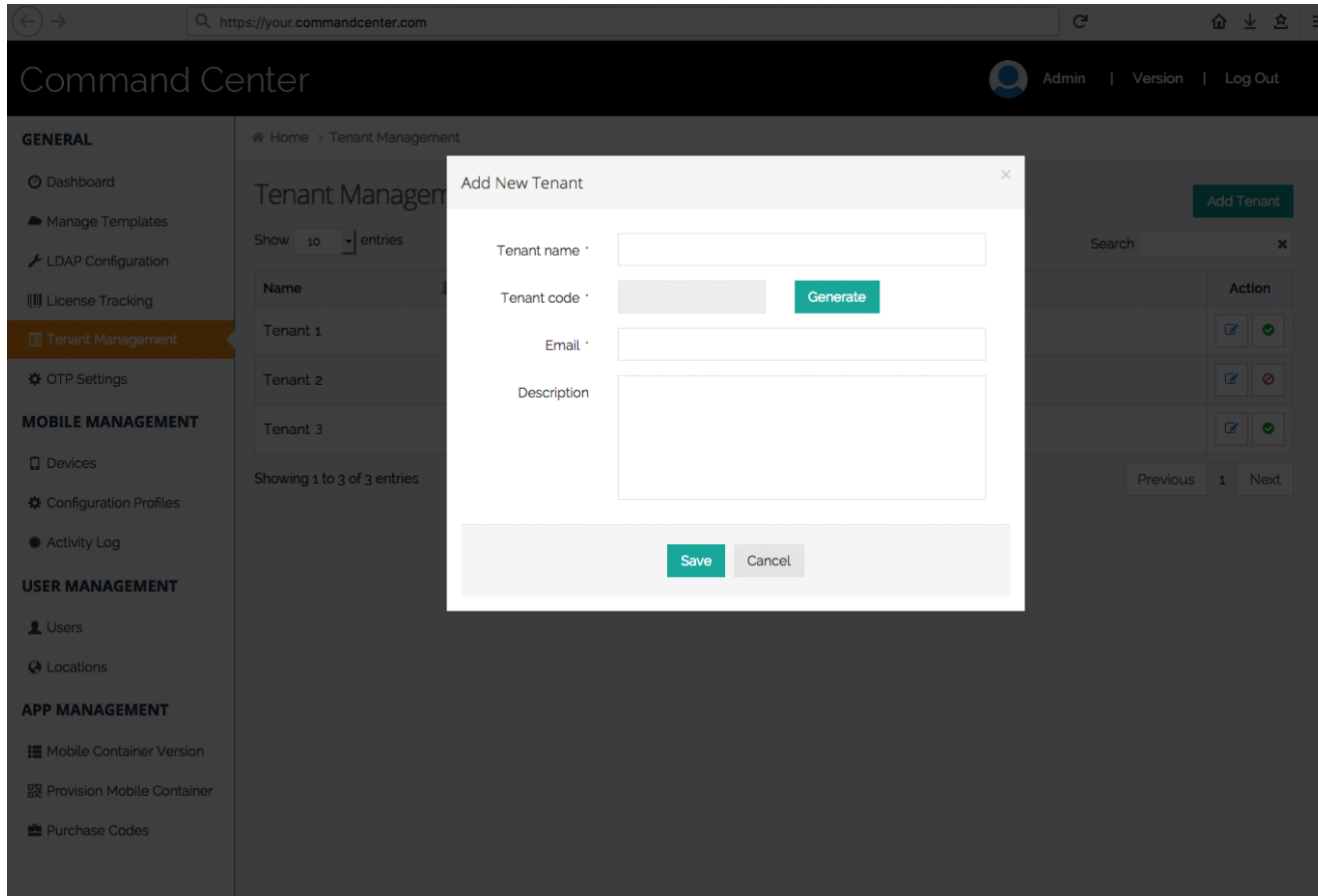 https://your.commandcenter.com
Command Center
Admin | Version | Log Out
GENERAL
Dashboard
Manage Templates
LDAP Configuration
License Tracking
Tenant Management
OTP Settings
MOBILE MANAGEMENT
Devices
Configuration Profiles
Activity Log
USER MANAGEMENT
Users
Locations
APP MANAGEMENT
Mobile Container Version
Provision Mobile Container
Purchase Codes
Home > Tenant Management
Tenant Managem
Add Tenant
Show 10 entries
Search
Name
Action
Tenant 1
Tenant 2
Tenant 3
Showing 1 to 3 of 3 entries
Previous 1 Next
Add New Tenant ×
Tenant name *
Tenant code * Generate
Email *
Description
Save Cancel